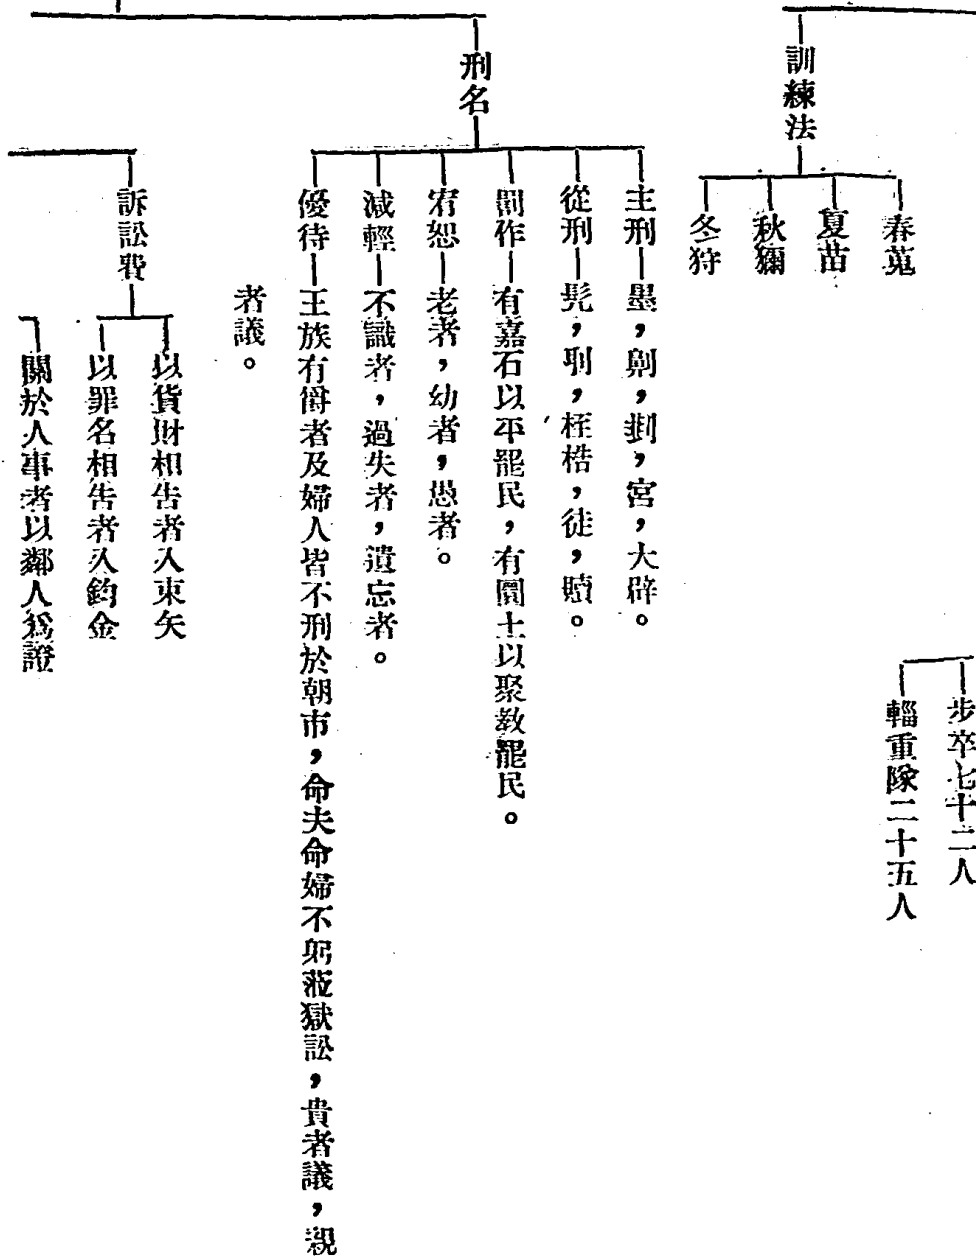 步卒七十二人
輜重隊二十五人
訓練法
春蒐
夏苗
秋獮
冬狩
刑名
主刑 墨，劓，剕，宮，大辟。
從刑 髡，刵，桎梏，徒，贖。
罰作 有嘉石以平罷民，有圜土以聚敎罷民。
宥恕 老者，幼者，愚者。
減輕 不識者，過失者，遺忘者。
優待 王族有爵者及婦人皆不刑於朝市，命夫命婦不躬蒞獄訟，貴者議，親
者議。
訴訟費
以貨財相告者入束矢
以罪名相告者入鈞金
關於人事者以鄰人爲證